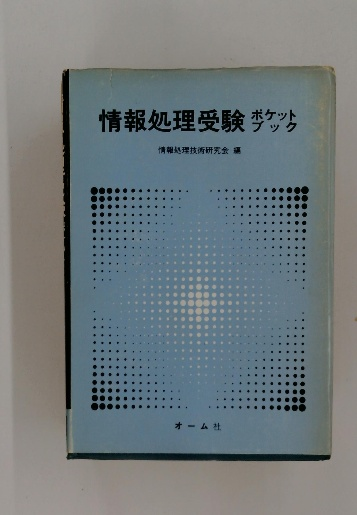 情報処理受験 ポケットブック
情報処理技術研究会 編
オーム社